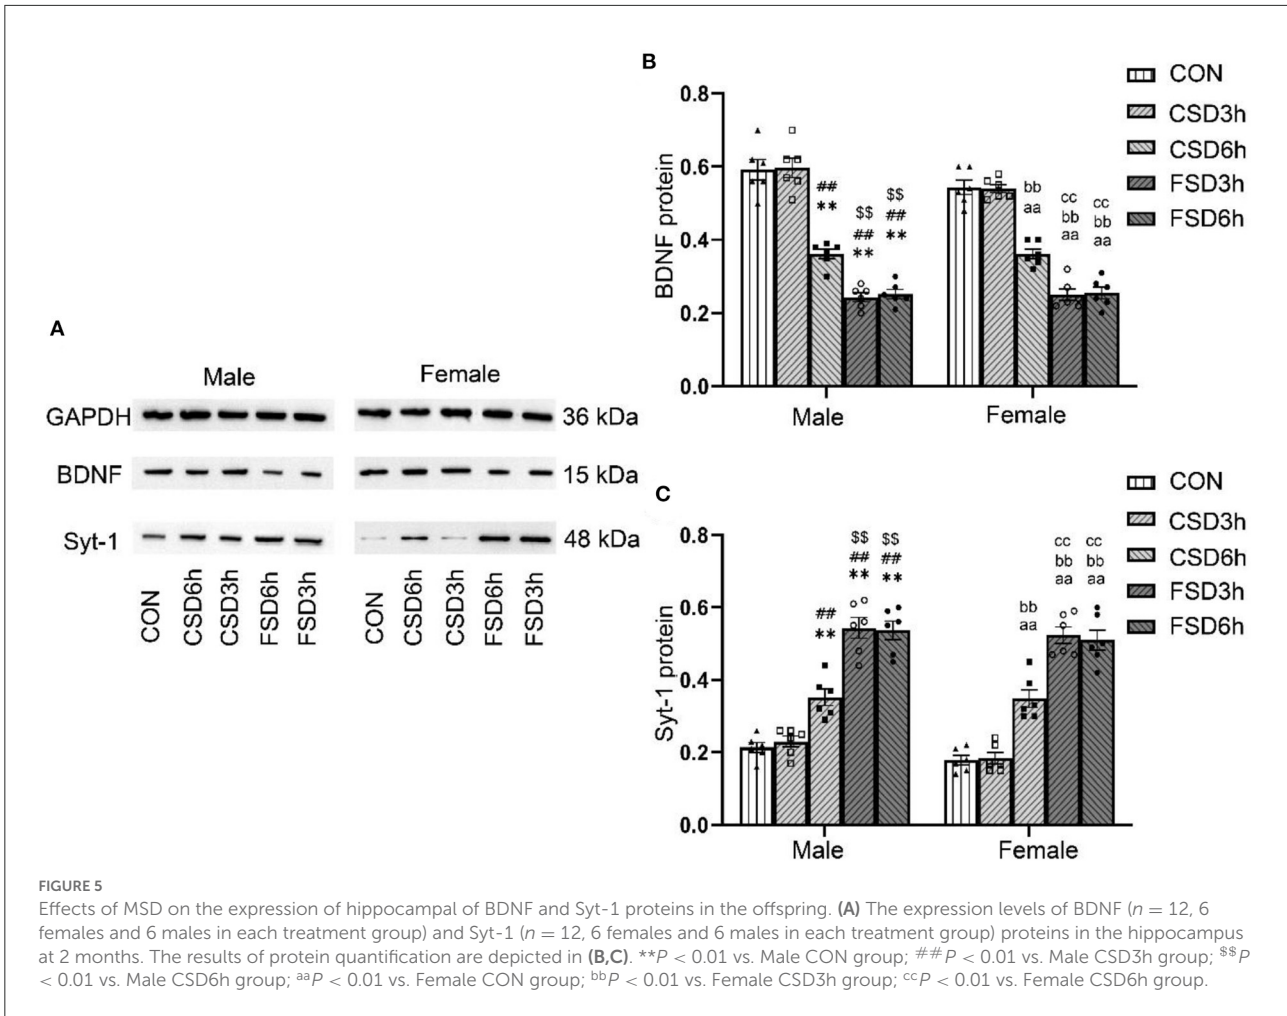 A
Male
Female
GAPDH
36 kDa
BDNF
15 kDa
Syt-1
48 kDa
CON
CSD6h
CSD3h
FSD6h
FSD3h
CON
CSD6h
CSD3h
FSD6h
FSD3h
B
BDNF protein
0.8
0.6
0.4
0.2
0.0
##
**
$$
##
**
$$
##
**
bb
aa
cc
bb
aa
cc
bb
aa
Male
Female
CON
CSD3h
CSD6h
FSD3h
FSD6h
C
Syt-1 protein
0.8
0.6
0.4
0.2
0.0
##
**
$$
##
**
$$
##
**
bb
aa
cc
bb
aa
cc
bb
aa
Male
Female
CON
CSD3h
CSD6h
FSD3h
FSD6h
FIGURE 5
Effects of MSD on the expression of hippocampal of BDNF and Syt-1 proteins in the offspring. (A) The expression levels of BDNF (n = 12, 6
females and 6 males in each treatment group) and Syt-1 (n = 12, 6 females and 6 males in each treatment group) proteins in the hippocampus
at 2 months. The results of protein quantification are depicted in (B,C). **P < 0.01 vs. Male CON group; ##P < 0.01 vs. Male CSD3h group; $$P
< 0.01 vs. Male CSD6h group; aaP < 0.01 vs. Female CON group; bbP < 0.01 vs. Female CSD3h group; ccP < 0.01 vs. Female CSD6h group.